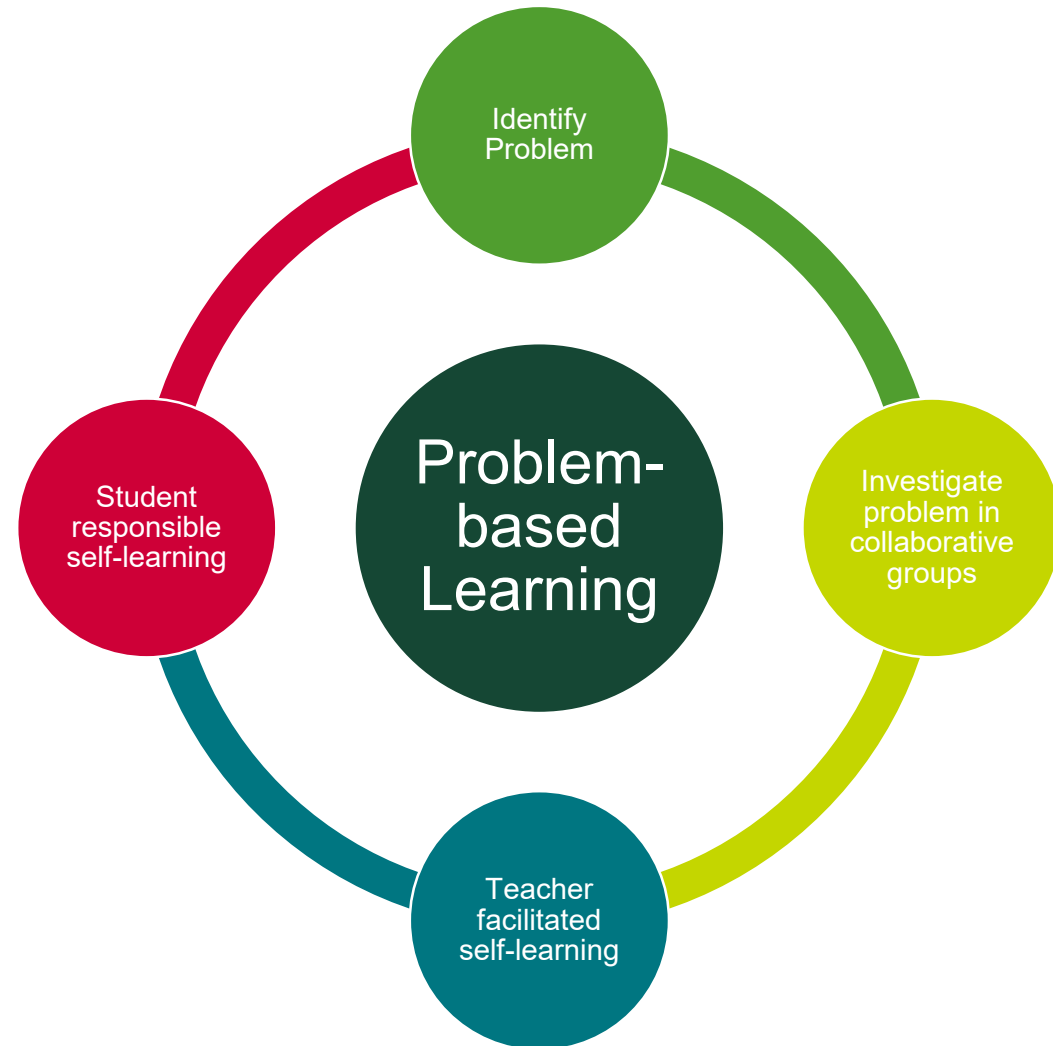 Identify
Problem
Investigate
problem in
collaborative
groups
Problem-
based
Learning
Student
responsible
self-learning
Teacher
facilitated
self-learning